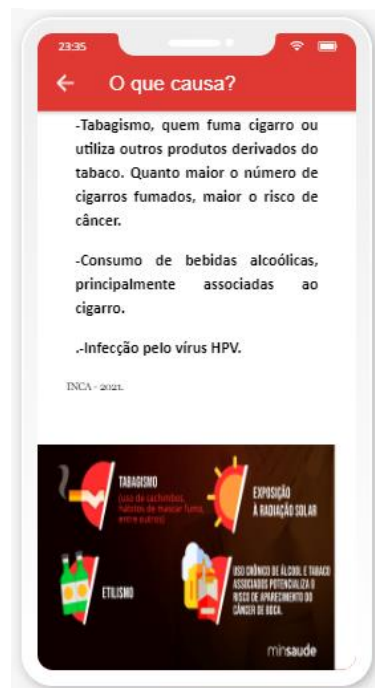 23:35
O que causa?
-Tabagismo, quem fuma cigarro ou
utiliza outros produtos derivados do
tabaco. Quanto maior o número de
cigarros fumados, maior o risco de
câncer.
-Consumo de bebidas alcoólicas,
principalmente associadas ao
cigarro.
.-Infecção pelo vírus HPV.
INCA - 2021.
TABAGISMO
(uso de cachimbos,
hábitos de mascar fumo,
entre outros)
EXPOSIÇÃO
À RADIAÇÃO SOLAR
ETILISMO
USO CRÔNICO DE ÁLCOOL E TABACO
ASSOCIADOS POTENCIALIZA O
RISCO DE APARECIMENTO DO
CÂNCER DE BOCA.
minsaude